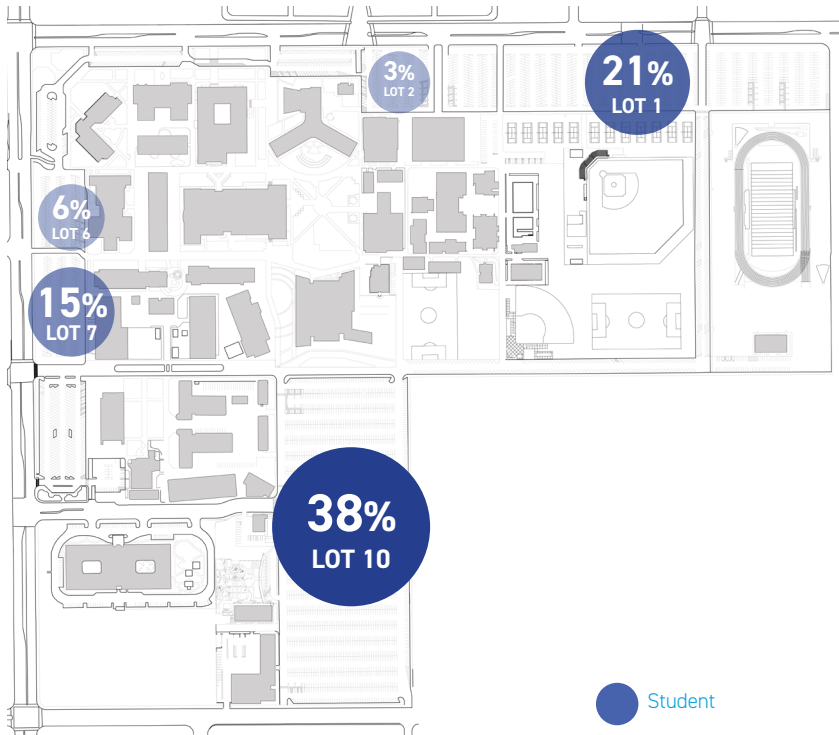 3%
LOT 2
21%
LOT 1
6%
LOT 6
15%
LOT 7
38%
LOT 10
Student